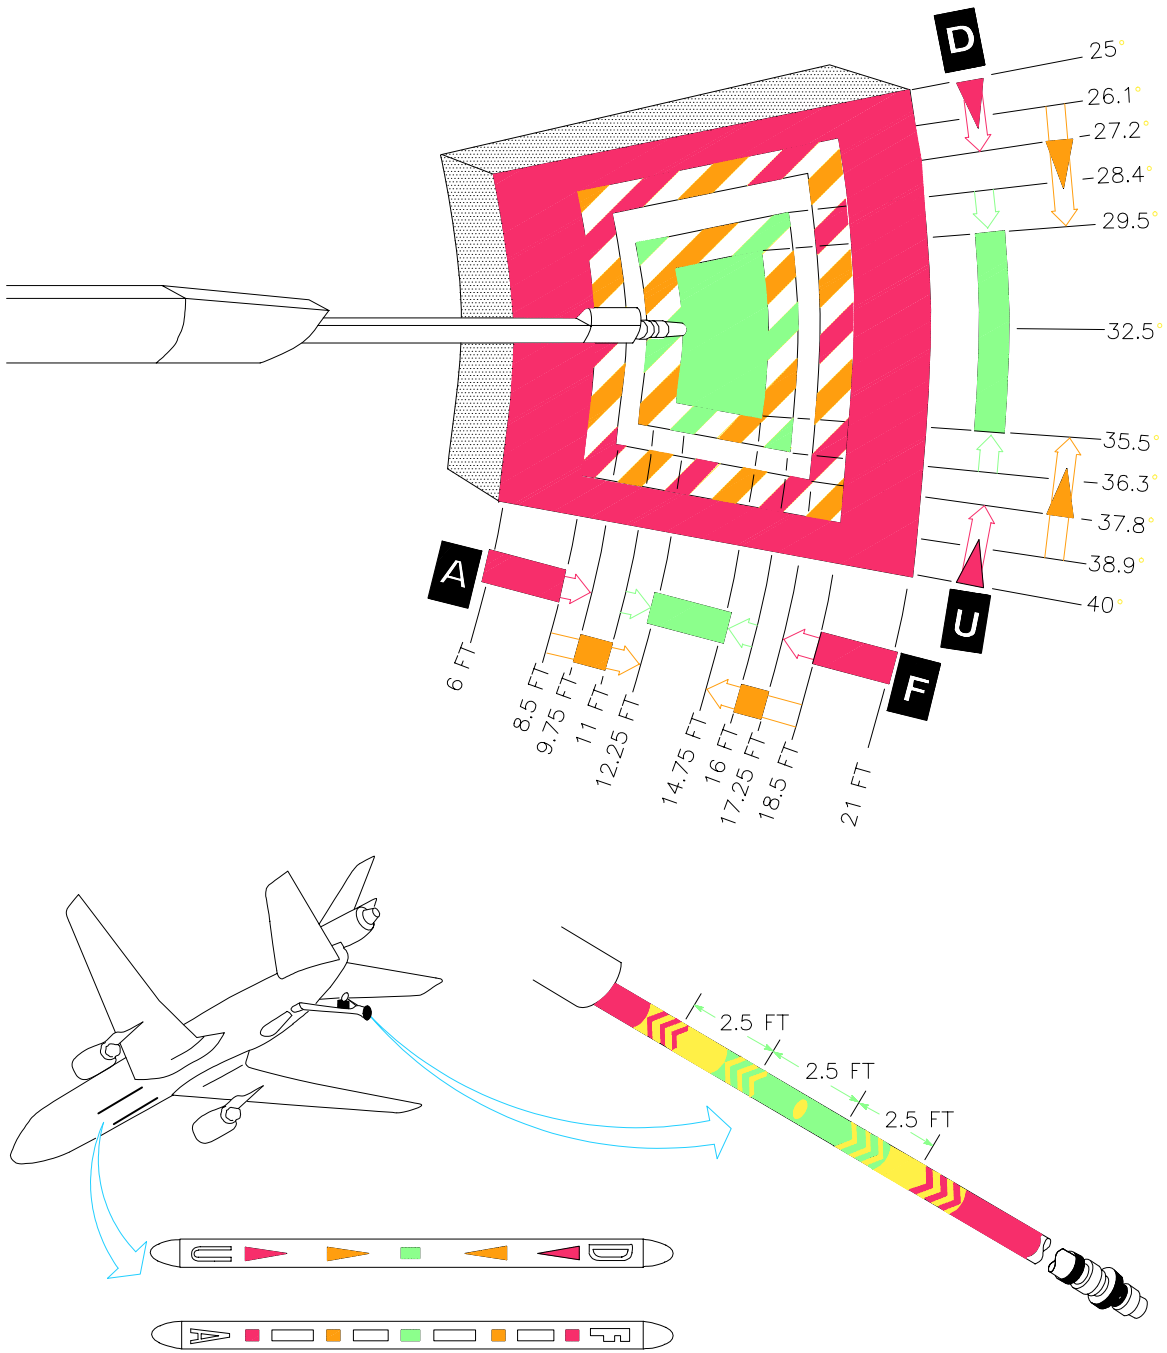 D
25°
26.1°
27.2°
28.4°
29.5°
32.5°
35.5°
36.3°
37.8°
38.9°
40°
U
A
F
6 FT
8.5 FT
9.75 FT
11 FT
12.25 FT
14.75 FT
16 FT
17.25 FT
18.5 FT
21 FT
2.5 FT
2.5 FT
2.5 FT
U D
A F